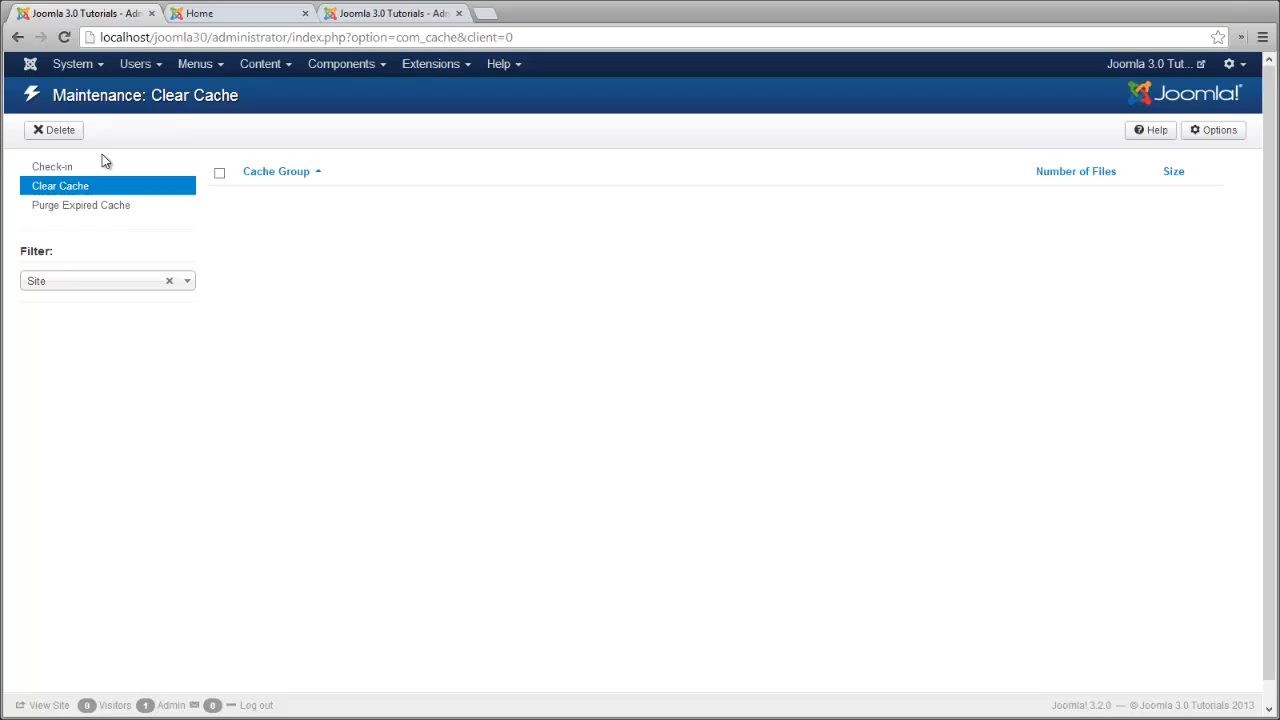 Joomla 3.0 Tutorials - Adn
Home
Joomla 3.0 Tutorials - Adn
localhost/joomla30/administrator/index.php?option=com_cache&client=0
System Users Menus Content Components Extensions Help Joomla 3.0 Tut...
Maintenance: Clear Cache
Joomla!®
Delete
Help
Options
Check-in
Clear Cache
Purge Expired Cache
Cache Group Number of Files Size
Filter:
Site
View Site 0 Visitors 1 Admin 0 Log out
Joomla! 3.2.0 — © Joomla 3.0 Tutorials 2013